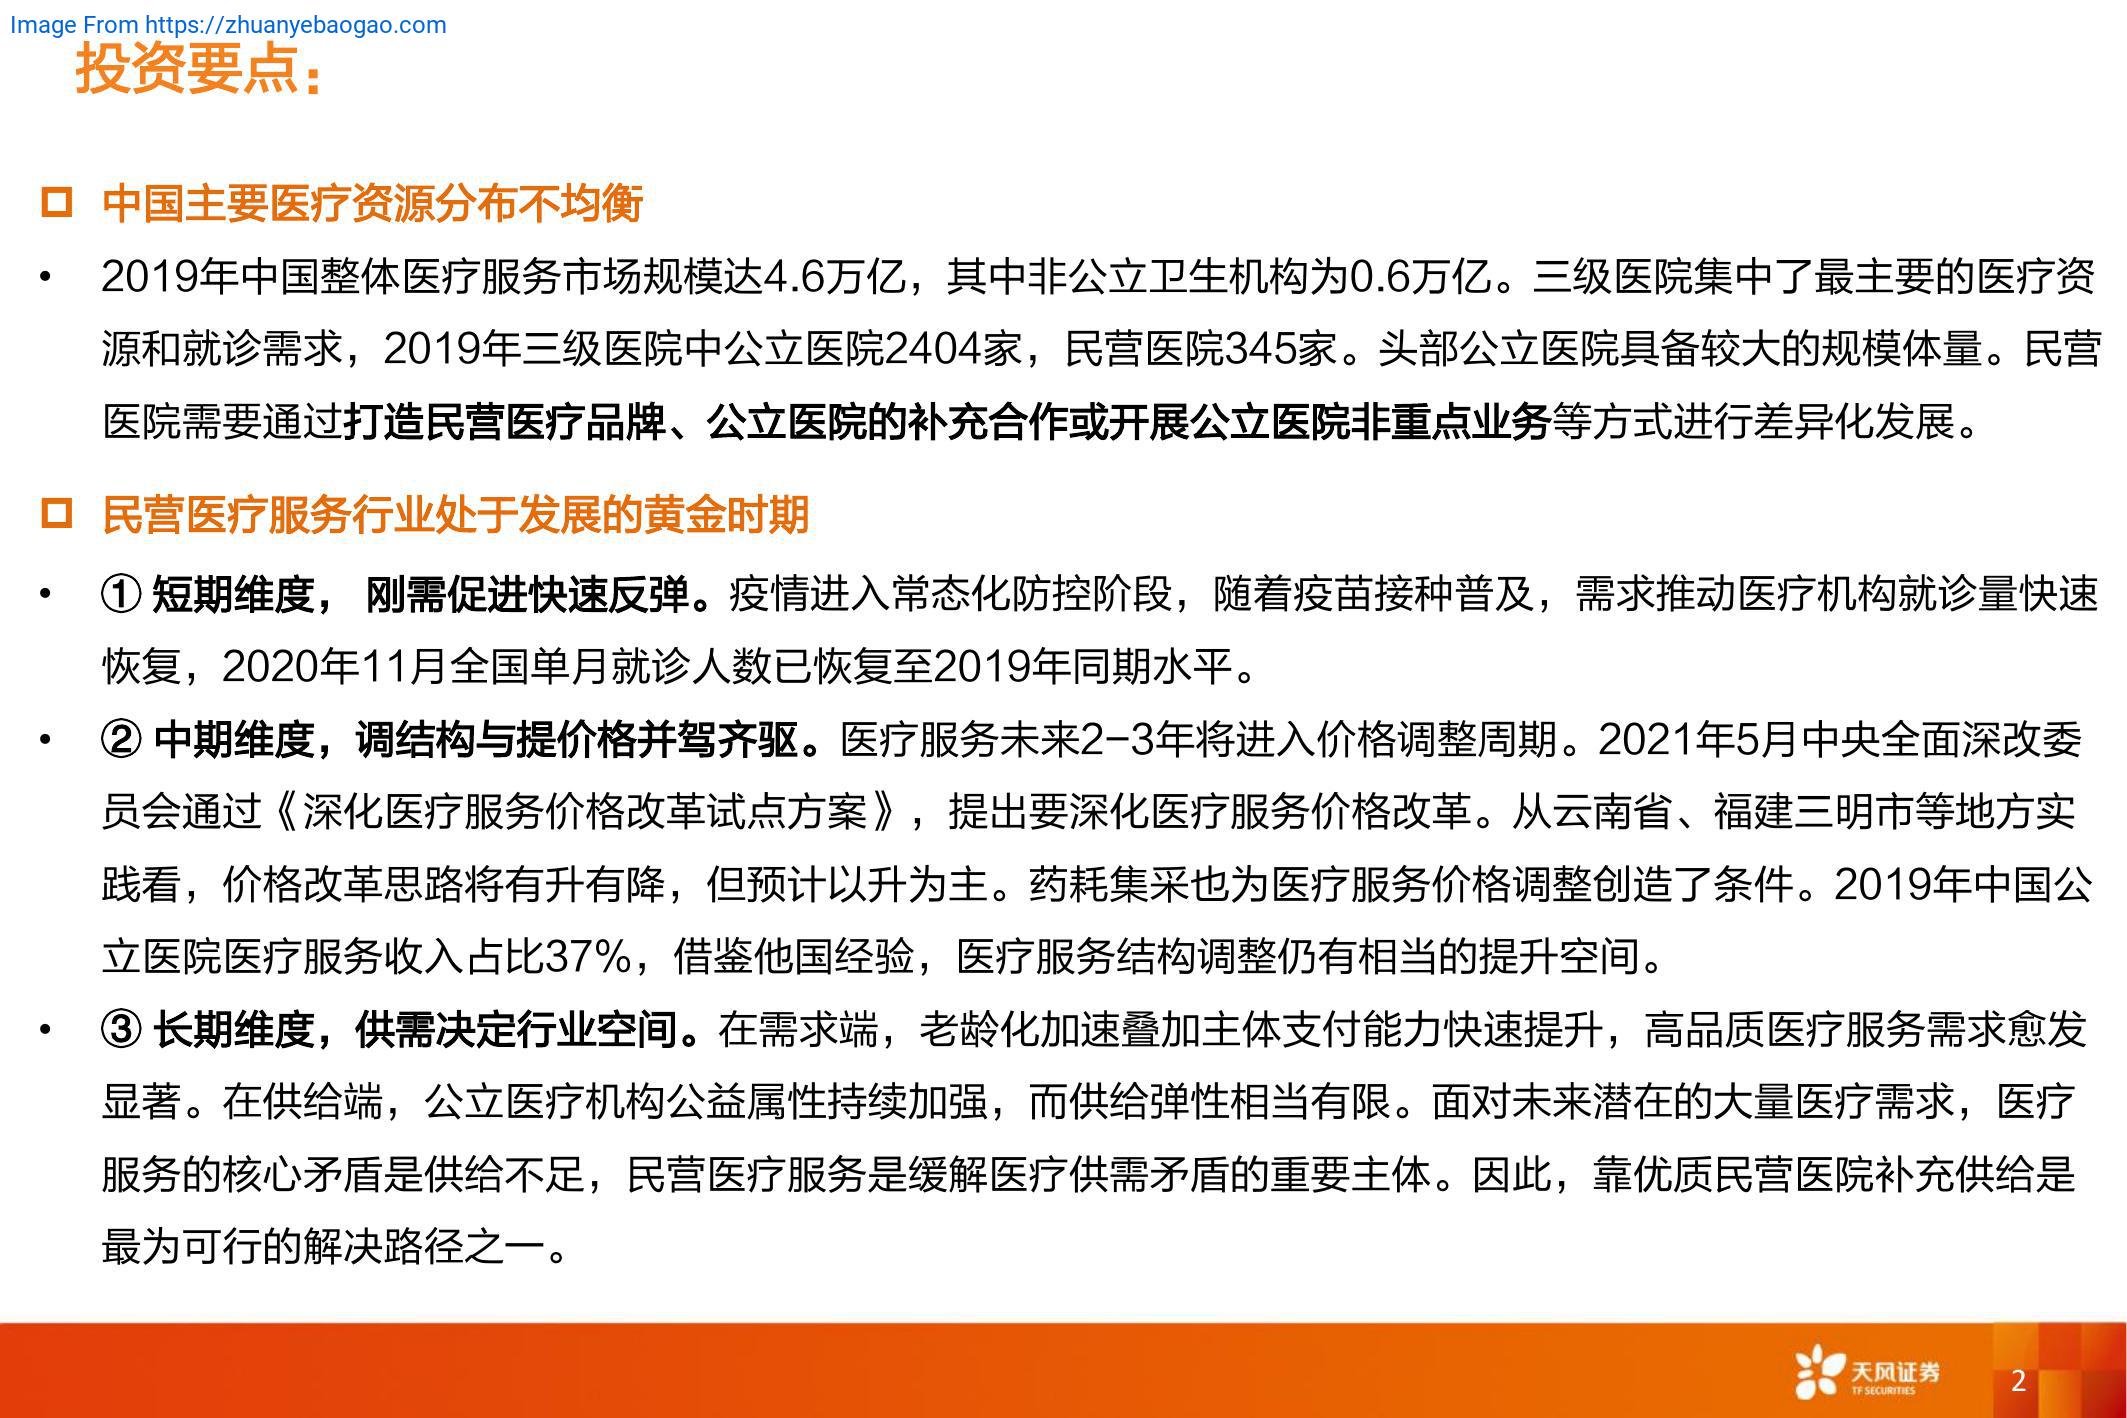 Image From https://zhuanyebaogao.com
投资要点：
中国主要医疗资源分布不均衡
• 2019年中国整体医疗服务市场规模达4.6万亿，其中非公立卫生机构为0.6万亿。三级医院集中了最主要的医疗资
源和就诊需求，2019年三级医院中公立医院2404家，民营医院345家。头部公立医院具备较大的规模体量。民营
医院需要通过打造民营医疗品牌、公立医院的补充合作或开展公立医院非重点业务等方式进行差异化发展。
民营医疗服务行业处于发展的黄金时期
• ① 短期维度， 刚需促进快速反弹。疫情进入常态化防控阶段，随着疫苗接种普及，需求推动医疗机构就诊量快速
恢复，2020年11月全国单月就诊人数已恢复至2019年同期水平。
• ② 中期维度，调结构与提价格并驾齐驱。医疗服务未来2-3年将进入价格调整周期。2021年5月中央全面深改委
员会通过《深化医疗服务价格改革试点方案》，提出要深化医疗服务价格改革。从云南省、福建三明市等地方实
践看，价格改革思路将有升有降，但预计以升为主。药耗集采也为医疗服务价格调整创造了条件。2019年中国公
立医院医疗服务收入占比37%，借鉴他国经验，医疗服务结构调整仍有相当的提升空间。
• ③ 长期维度，供需决定行业空间。在需求端，老龄化加速叠加主体支付能力快速提升，高品质医疗服务需求愈发
显著。在供给端，公立医疗机构公益属性持续加强，而供给弹性相当有限。面对未来潜在的大量医疗需求，医疗
服务的核心矛盾是供给不足，民营医疗服务是缓解医疗供需矛盾的重要主体。因此，靠优质民营医院补充供给是
最为可行的解决路径之一。
天风证券
TF SECURITIES
2